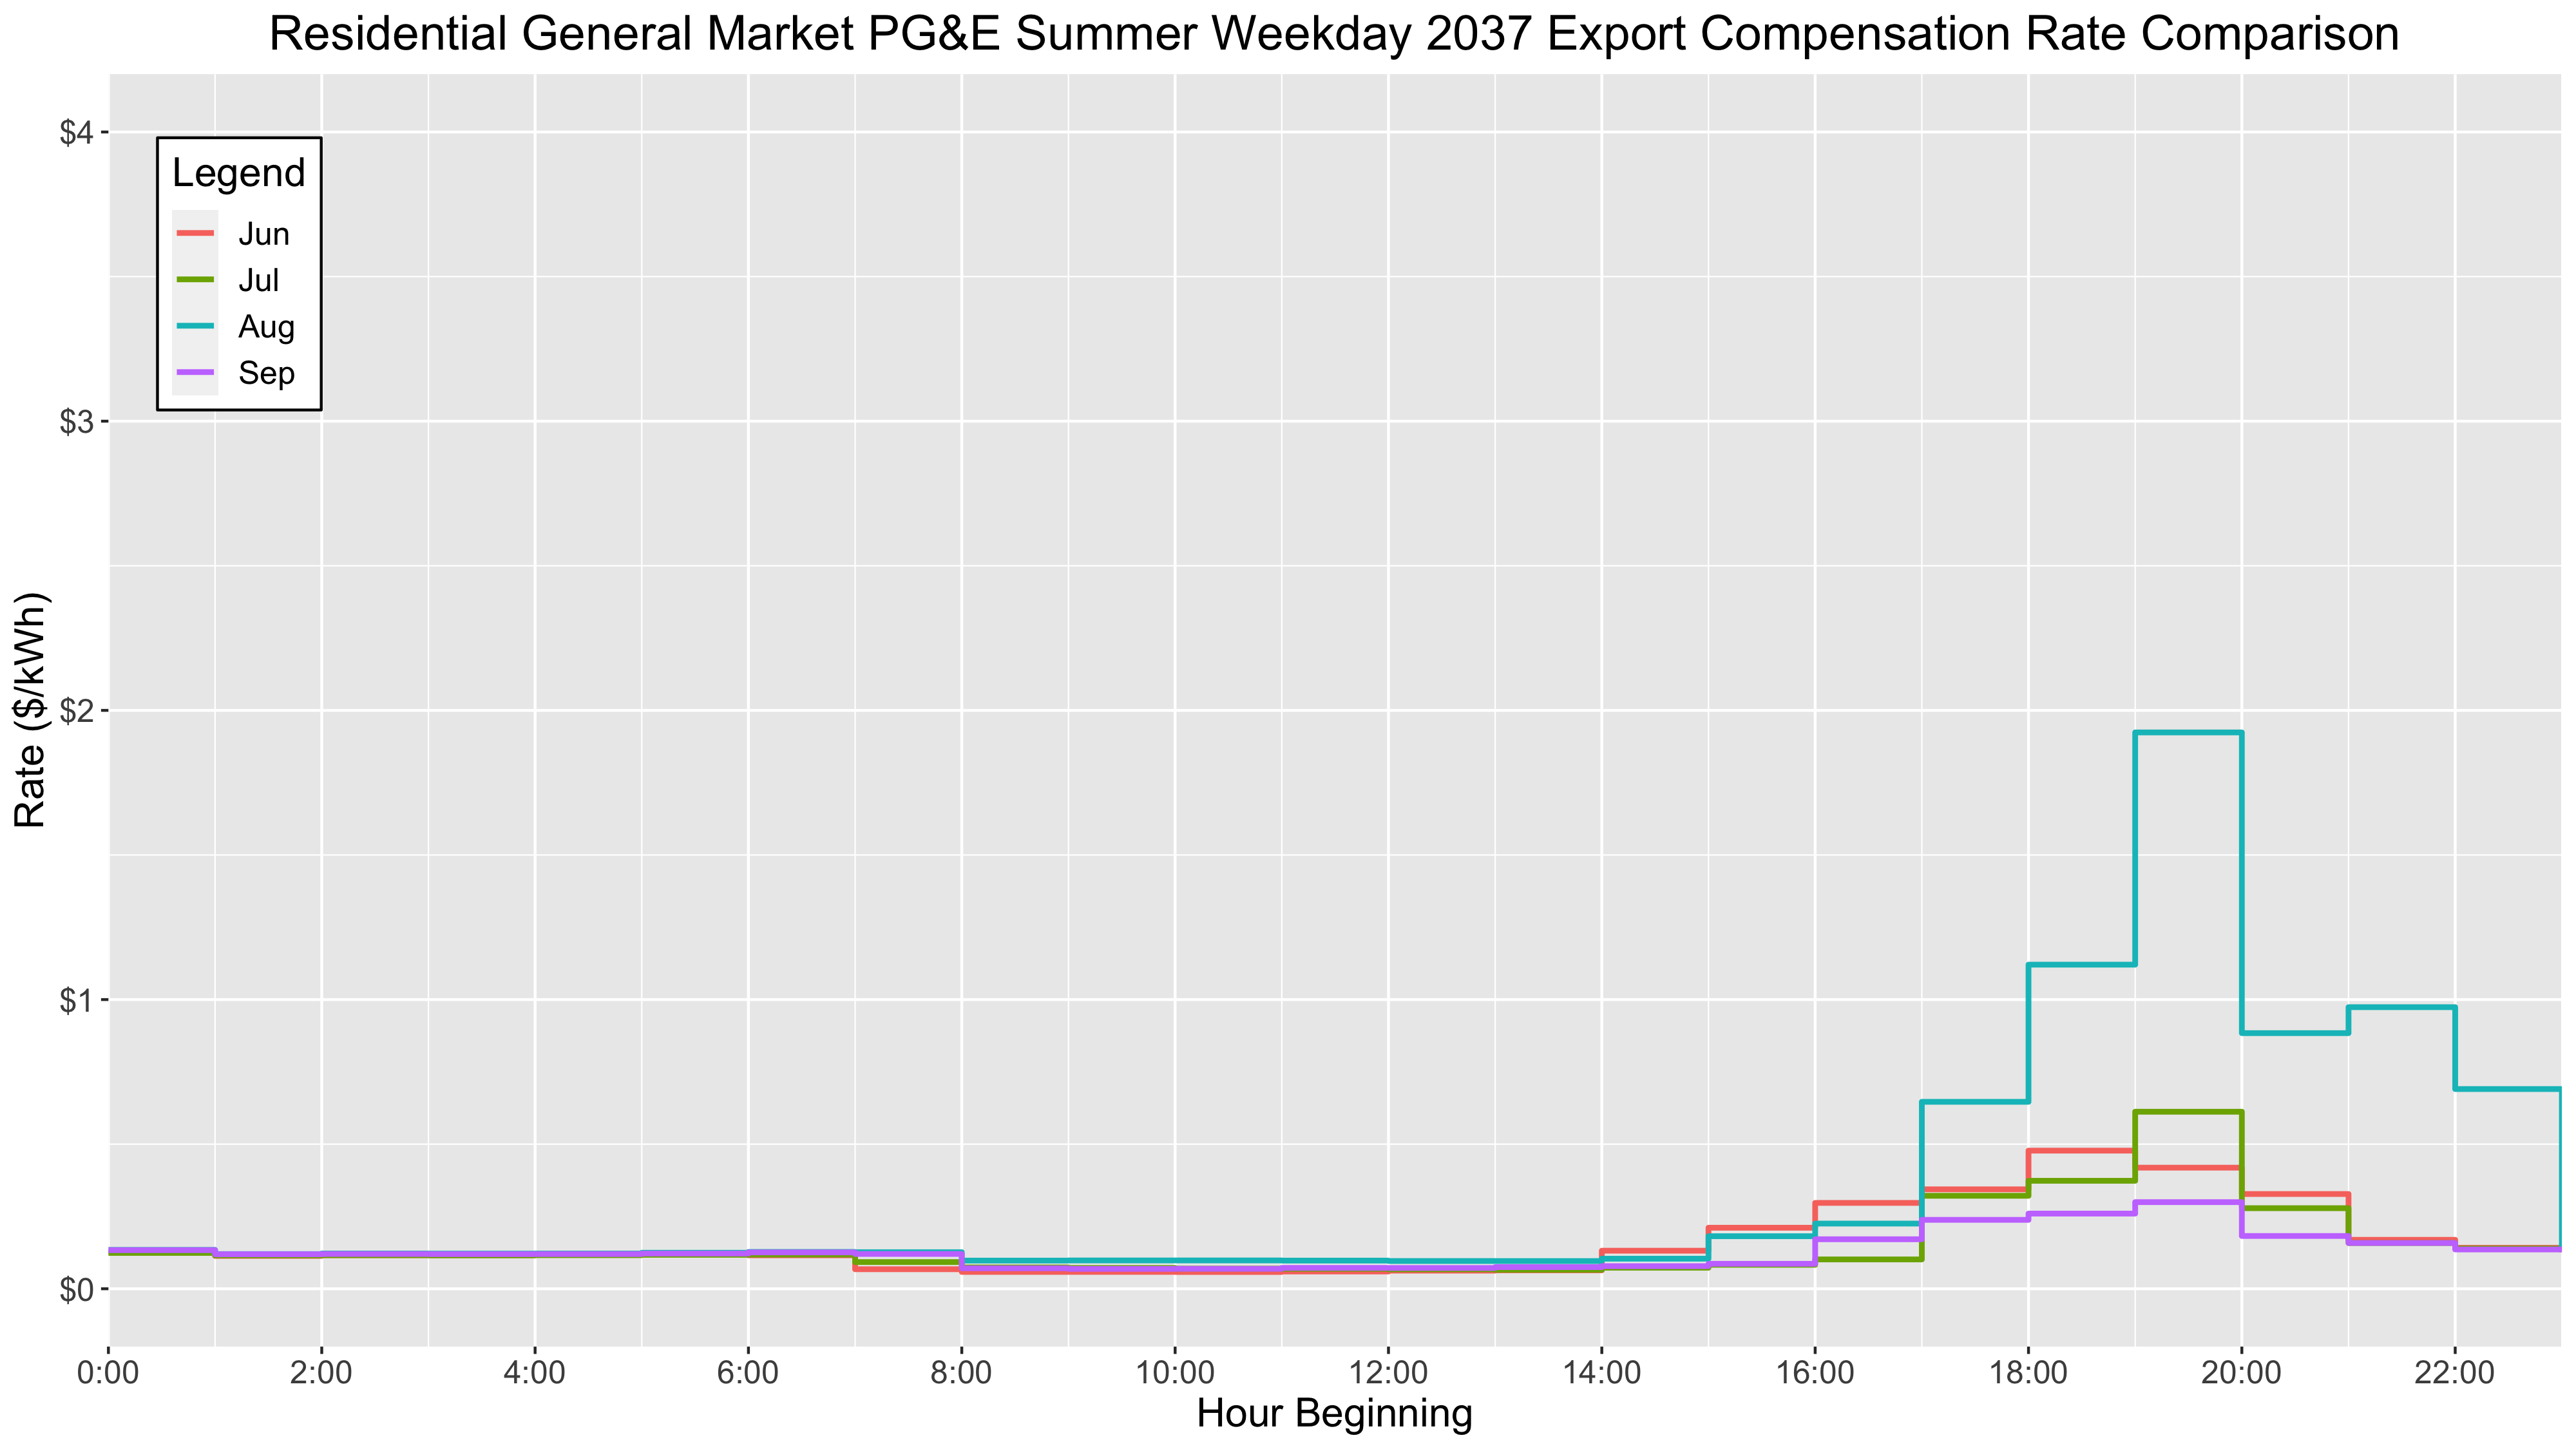 Residential General Market PG&E Summer Weekday 2037 Export Compensation Rate Comparison
$4
Legend
Jun
Jul
Aug
Sep
$3
Rate ($/kWh)
$2
$1
$0
0:00 2:00 4:00 6:00 8:00 10:00 12:00 14:00 16:00 18:00 20:00 22:00
Hour Beginning